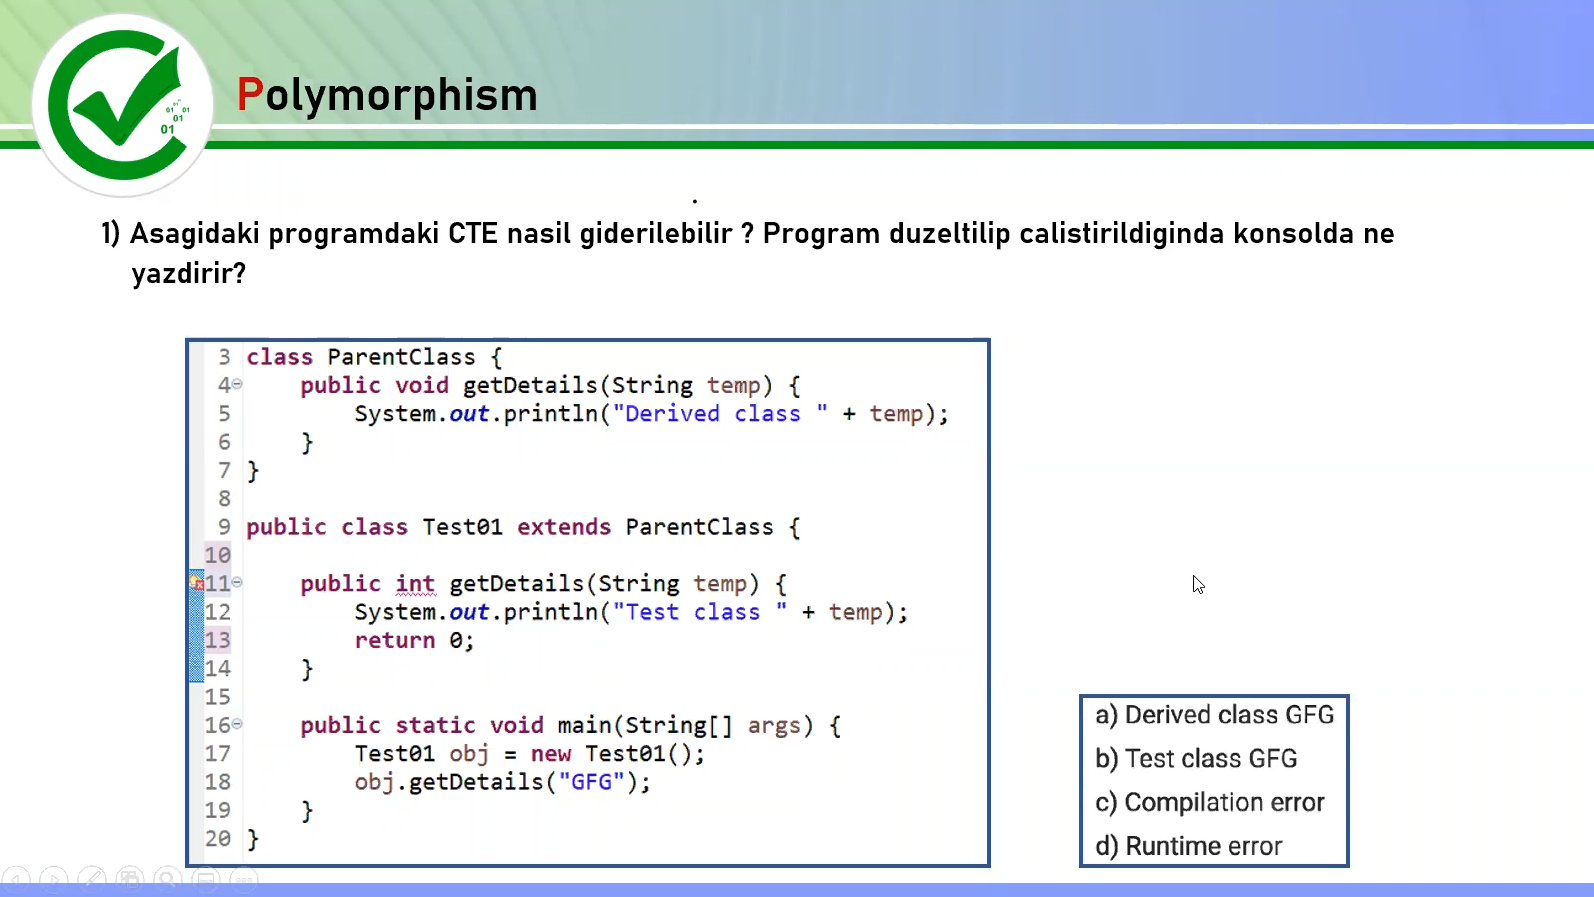 01 01
01
01
Polymorphism
1) Asagidaki programdaki CTE nasil giderilebilir ? Program duzeltilip calistirildiginda konsolda ne
yazdirir?
3 class ParentClass {
4 public void getDetails(String temp) {
5 System.out.println("Derived class " + temp);
6 }
7 }
8
9 public class Test01 extends ParentClass {
10
11 public int getDetails(String temp) {
12 System.out.println("Test class " + temp);
13 return 0;
14 }
15
16 public static void main(String[] args) {
17 Test01 obj = new Test01();
18 obj.getDetails("GFG");
19 }
20 }
a) Derived class GFG
b) Test class GFG
c) Compilation error
d) Runtime error